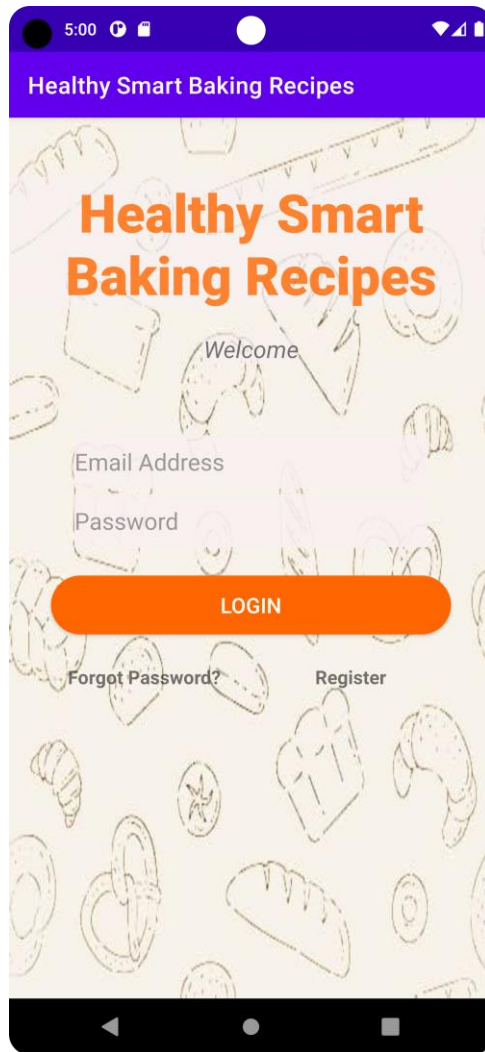 5:00
Healthy Smart Baking Recipes
Healthy Smart
Baking Recipes
Welcome
Email Address
Password
LOGIN
Forgot Password? Register